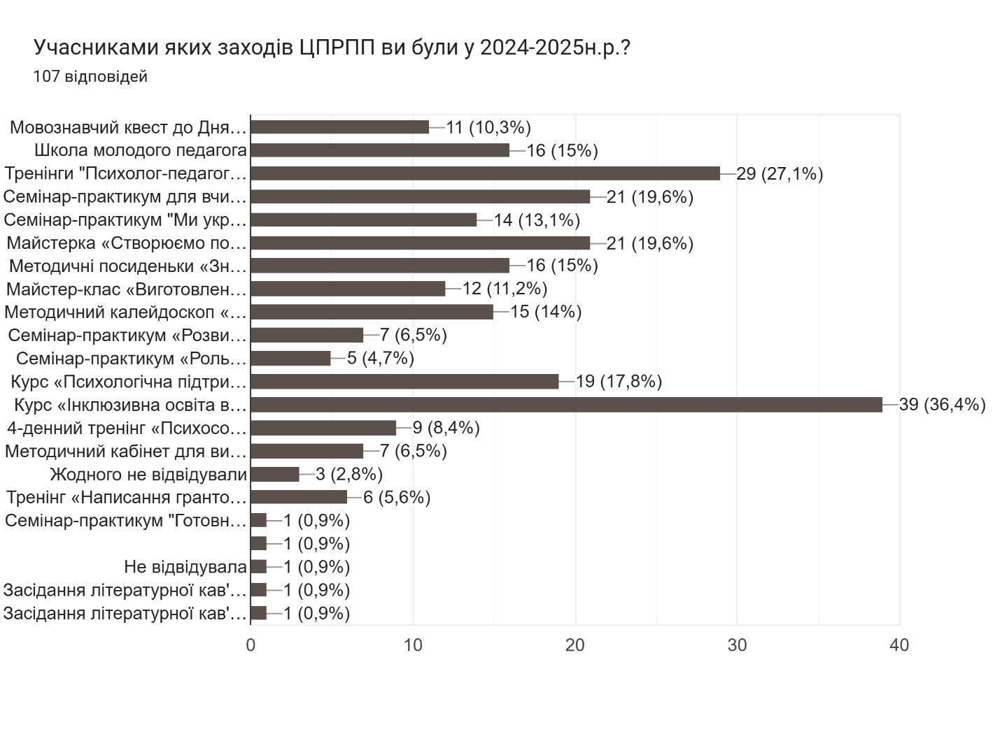 Учасниками яких заходів ЦПРПП ви були у 2024-2025н.р.?
107 відповідей
Мовознавчий квест до Дня… 11 (10,3%)
Школа молодого педагога 16 (15%)
Тренінги "Психолог-педагог… 29 (27,1%)
Семінар-практикум для вчи… 21 (19,6%)
Семінар-практикум "Ми укр… 14 (13,1%)
Майстерка «Створюємо по… 21 (19,6%)
Методичні посиденьки «Зн… 16 (15%)
Майстер-клас «Виготовлен… 12 (11,2%)
Методичний калейдоскоп «… 15 (14%)
Семінар-практикум «Розви… 7 (6,5%)
Семінар-практикум «Роль… 5 (4,7%)
Курс «Психологічна підтри… 19 (17,8%)
Курс «Інклюзивна освіта в… 39 (36,4%)
4-денний тренінг «Психосо… 9 (8,4%)
Методичний кабінет для ви… 7 (6,5%)
Жодного не відвідували 3 (2,8%)
Тренінг «Написання гранто… 6 (5,6%)
Семінар-практикум "Готовн… 1 (0,9%)
1 (0,9%)
Не відвідувала 1 (0,9%)
Засідання літературної кав'… 1 (0,9%)
Засідання літературної кав'… 1 (0,9%)
0 10 20 30 40